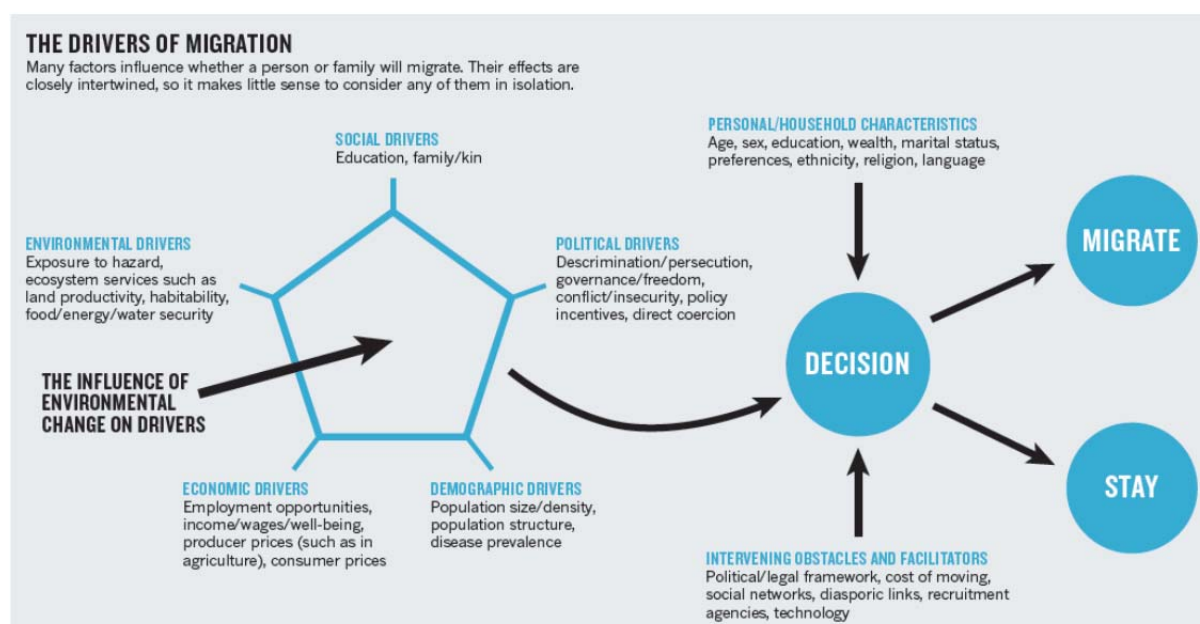 THE DRIVERS OF MIGRATION
Many factors influence whether a person or family will migrate. Their effects are
closely intertwined, so it makes little sense to consider any of them in isolation.
SOCIAL DRIVERS
Education, family/kin
ENVIRONMENTAL DRIVERS
Exposure to hazard,
ecosystem services such as
land productivity, habitability,
food/energy/water security
POLITICAL DRIVERS
Descrimination/persecution,
governance/freedom,
conflict/insecurity, policy
incentives, direct coercion
THE INFLUENCE OF
ENVIRONMENTAL
CHANGE ON DRIVERS
ECONOMIC DRIVERS
Employment opportunities,
income/wages/well-being,
producer prices (such as in
agriculture), consumer prices
DEMOGRAPHIC DRIVERS
Population size/density,
population structure,
disease prevalence
PERSONAL/HOUSEHOLD CHARACTERISTICS
Age, sex, education, wealth, marital status,
preferences, ethnicity, religion, language
DECISION
MIGRATE
STAY
INTERVENING OBSTACLES AND FACILITATORS
Political/legal framework, cost of moving,
social networks, diasporic links, recruitment
agencies, technology